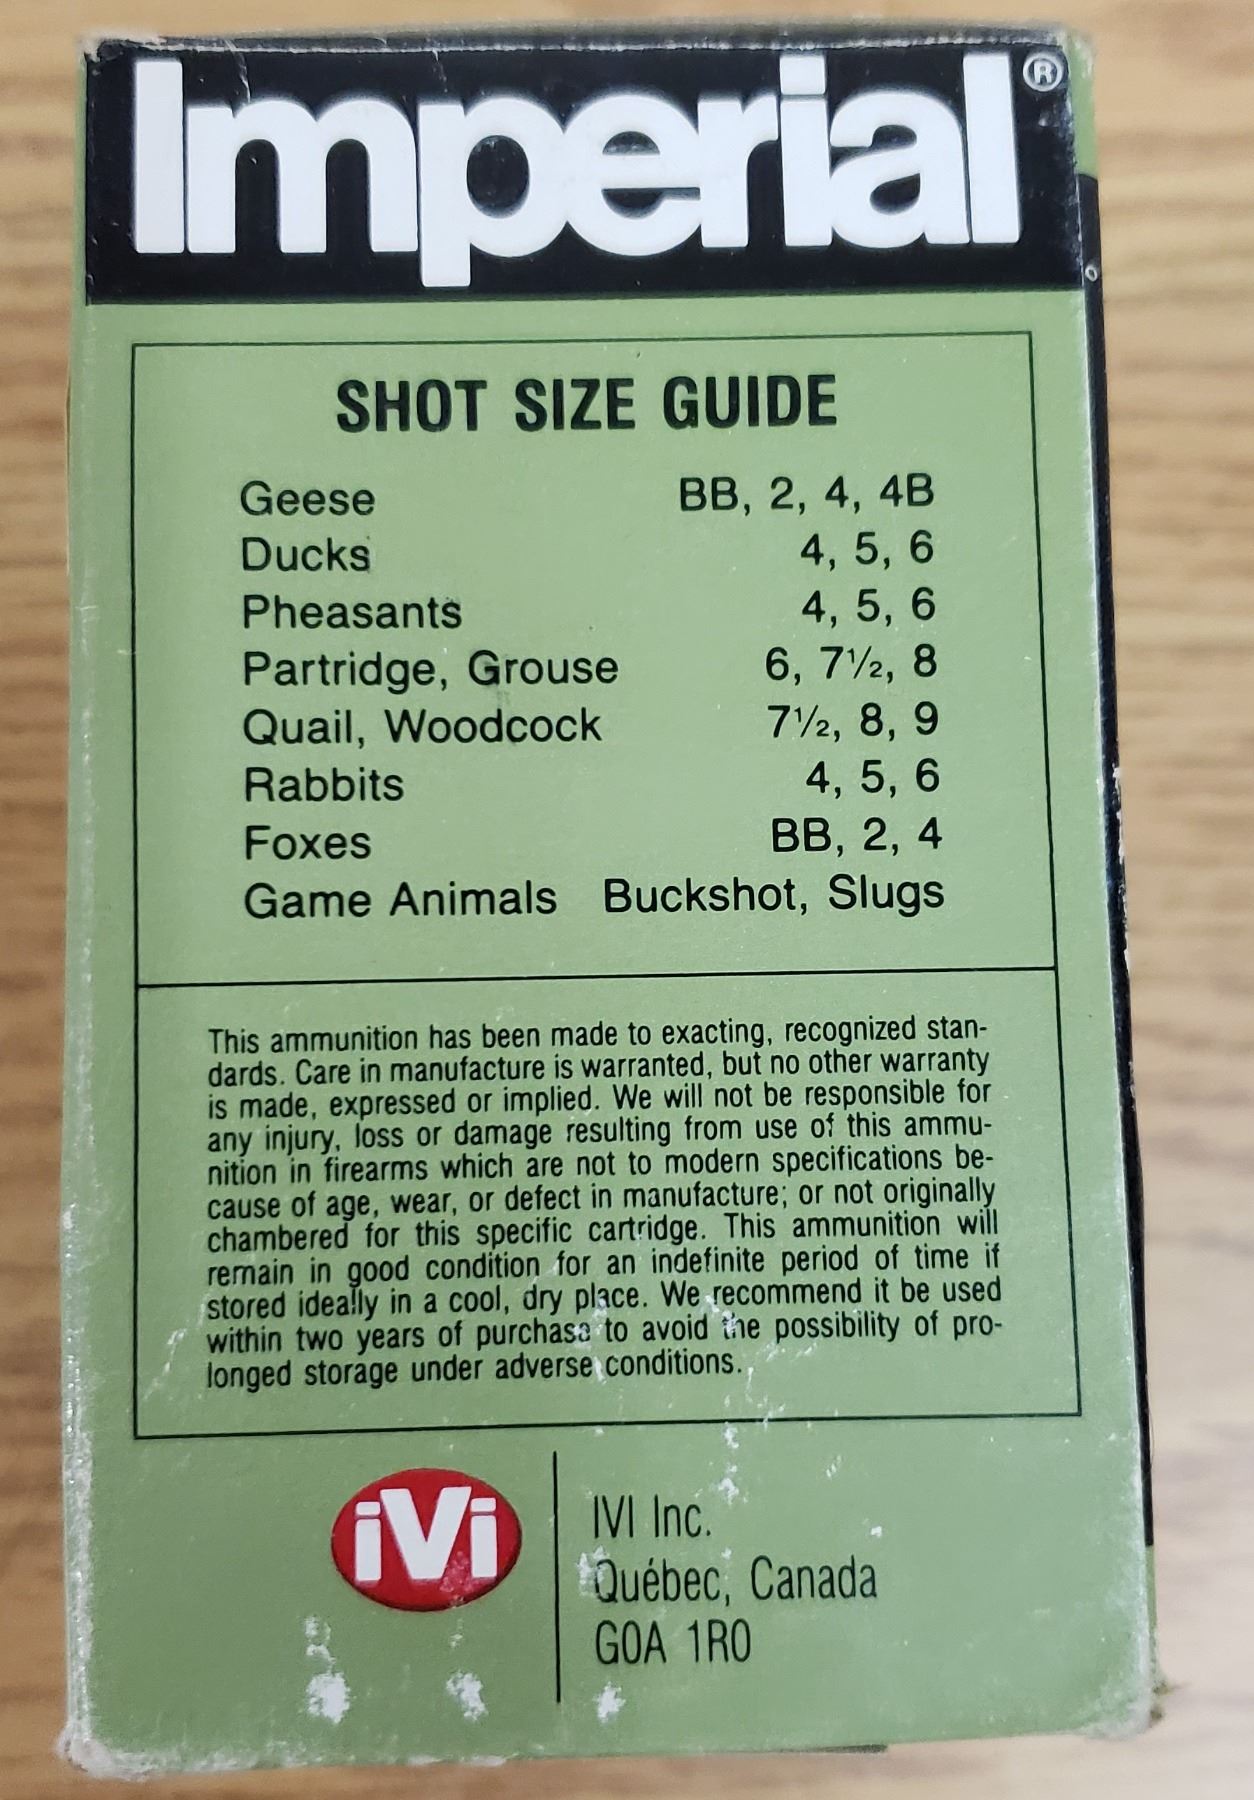 Imperial®
SHOT SIZE GUIDE
Geese BB, 2, 4, 4B
Ducks 4, 5, 6
Pheasants 4, 5, 6
Partridge, Grouse 6, 7½, 8
Quail, Woodcock 7½, 8, 9
Rabbits 4, 5, 6
Foxes BB, 2, 4
Game Animals Buckshot, Slugs
This ammunition has been made to exacting, recognized stan-
dards. Care in manufacture is warranted, but no other warranty
is made, expressed or implied. We will not be responsible for
any injury, loss or damage resulting from use of this ammu-
nition in firearms which are not to modern specifications be-
cause of age, wear, or defect in manufacture; or not originally
chambered for this specific cartridge. This ammunition will
remain in good condition for an indefinite period of time if
stored ideally in a cool, dry place. We recommend it be used
within two years of purchase to avoid the possibility of pro-
longed storage under adverse conditions.
iVi
IVI Inc.
Québec, Canada
G0A 1R0